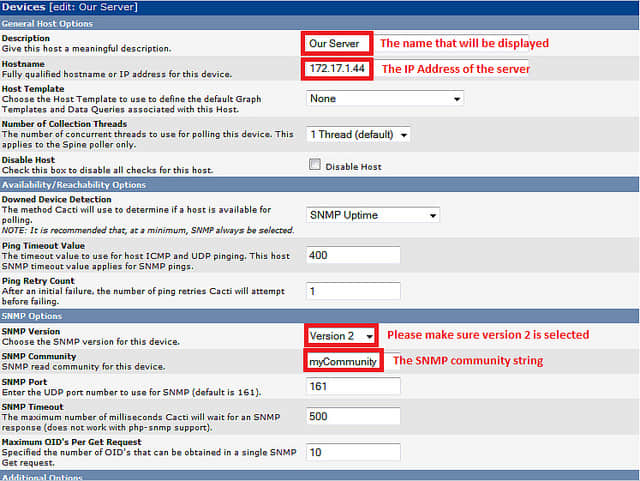 Devices [edit: Our Server]
General Host Options
Description
Give this host a meaningful description.
Our Server
The name that will be displayed
Hostname
Fully qualified hostname or IP address for this device.
172.17.1.44
The IP Address of the server
Host Template
Choose the Host Template to use to define the default Graph
Templates and Data Queries associated with this Host.
None
Number of Collection Threads
The number of concurrent threads to use for polling this device. This
applies to the Spine poller only.
1 Thread (default)
Disable Host
Check this box to disable all checks for this host.
Disable Host
Availability/Reachability Options
Downed Device Detection
The method Cacti will use to determine if a host is available for
polling.
NOTE: It is recommended that, at a minimum, SNMP always be selected.
SNMP Uptime
Ping Timeout Value
The timeout value to use for host ICMP and UDP pinging. This host
SNMP timeout value applies for SNMP pings.
400
Ping Retry Count
After an initial failure, the number of ping retries Cacti will attempt
before failing.
1
SNMP Options
SNMP Version
Choose the SNMP version for this device.
Version 2
Please make sure version 2 is selected
SNMP Community
SNMP read community for this device.
myCommunity
The SNMP community string
SNMP Port
Enter the UDP port number to use for SNMP (default is 161).
161
SNMP Timeout
The maximum number of milliseconds Cacti will wait for an SNMP
response (does not work with php-snmp support).
500
Maximum OID's Per Get Request
Specified the number of OID's that can be obtained in a single SNMP
Get request.
10
Additional Options